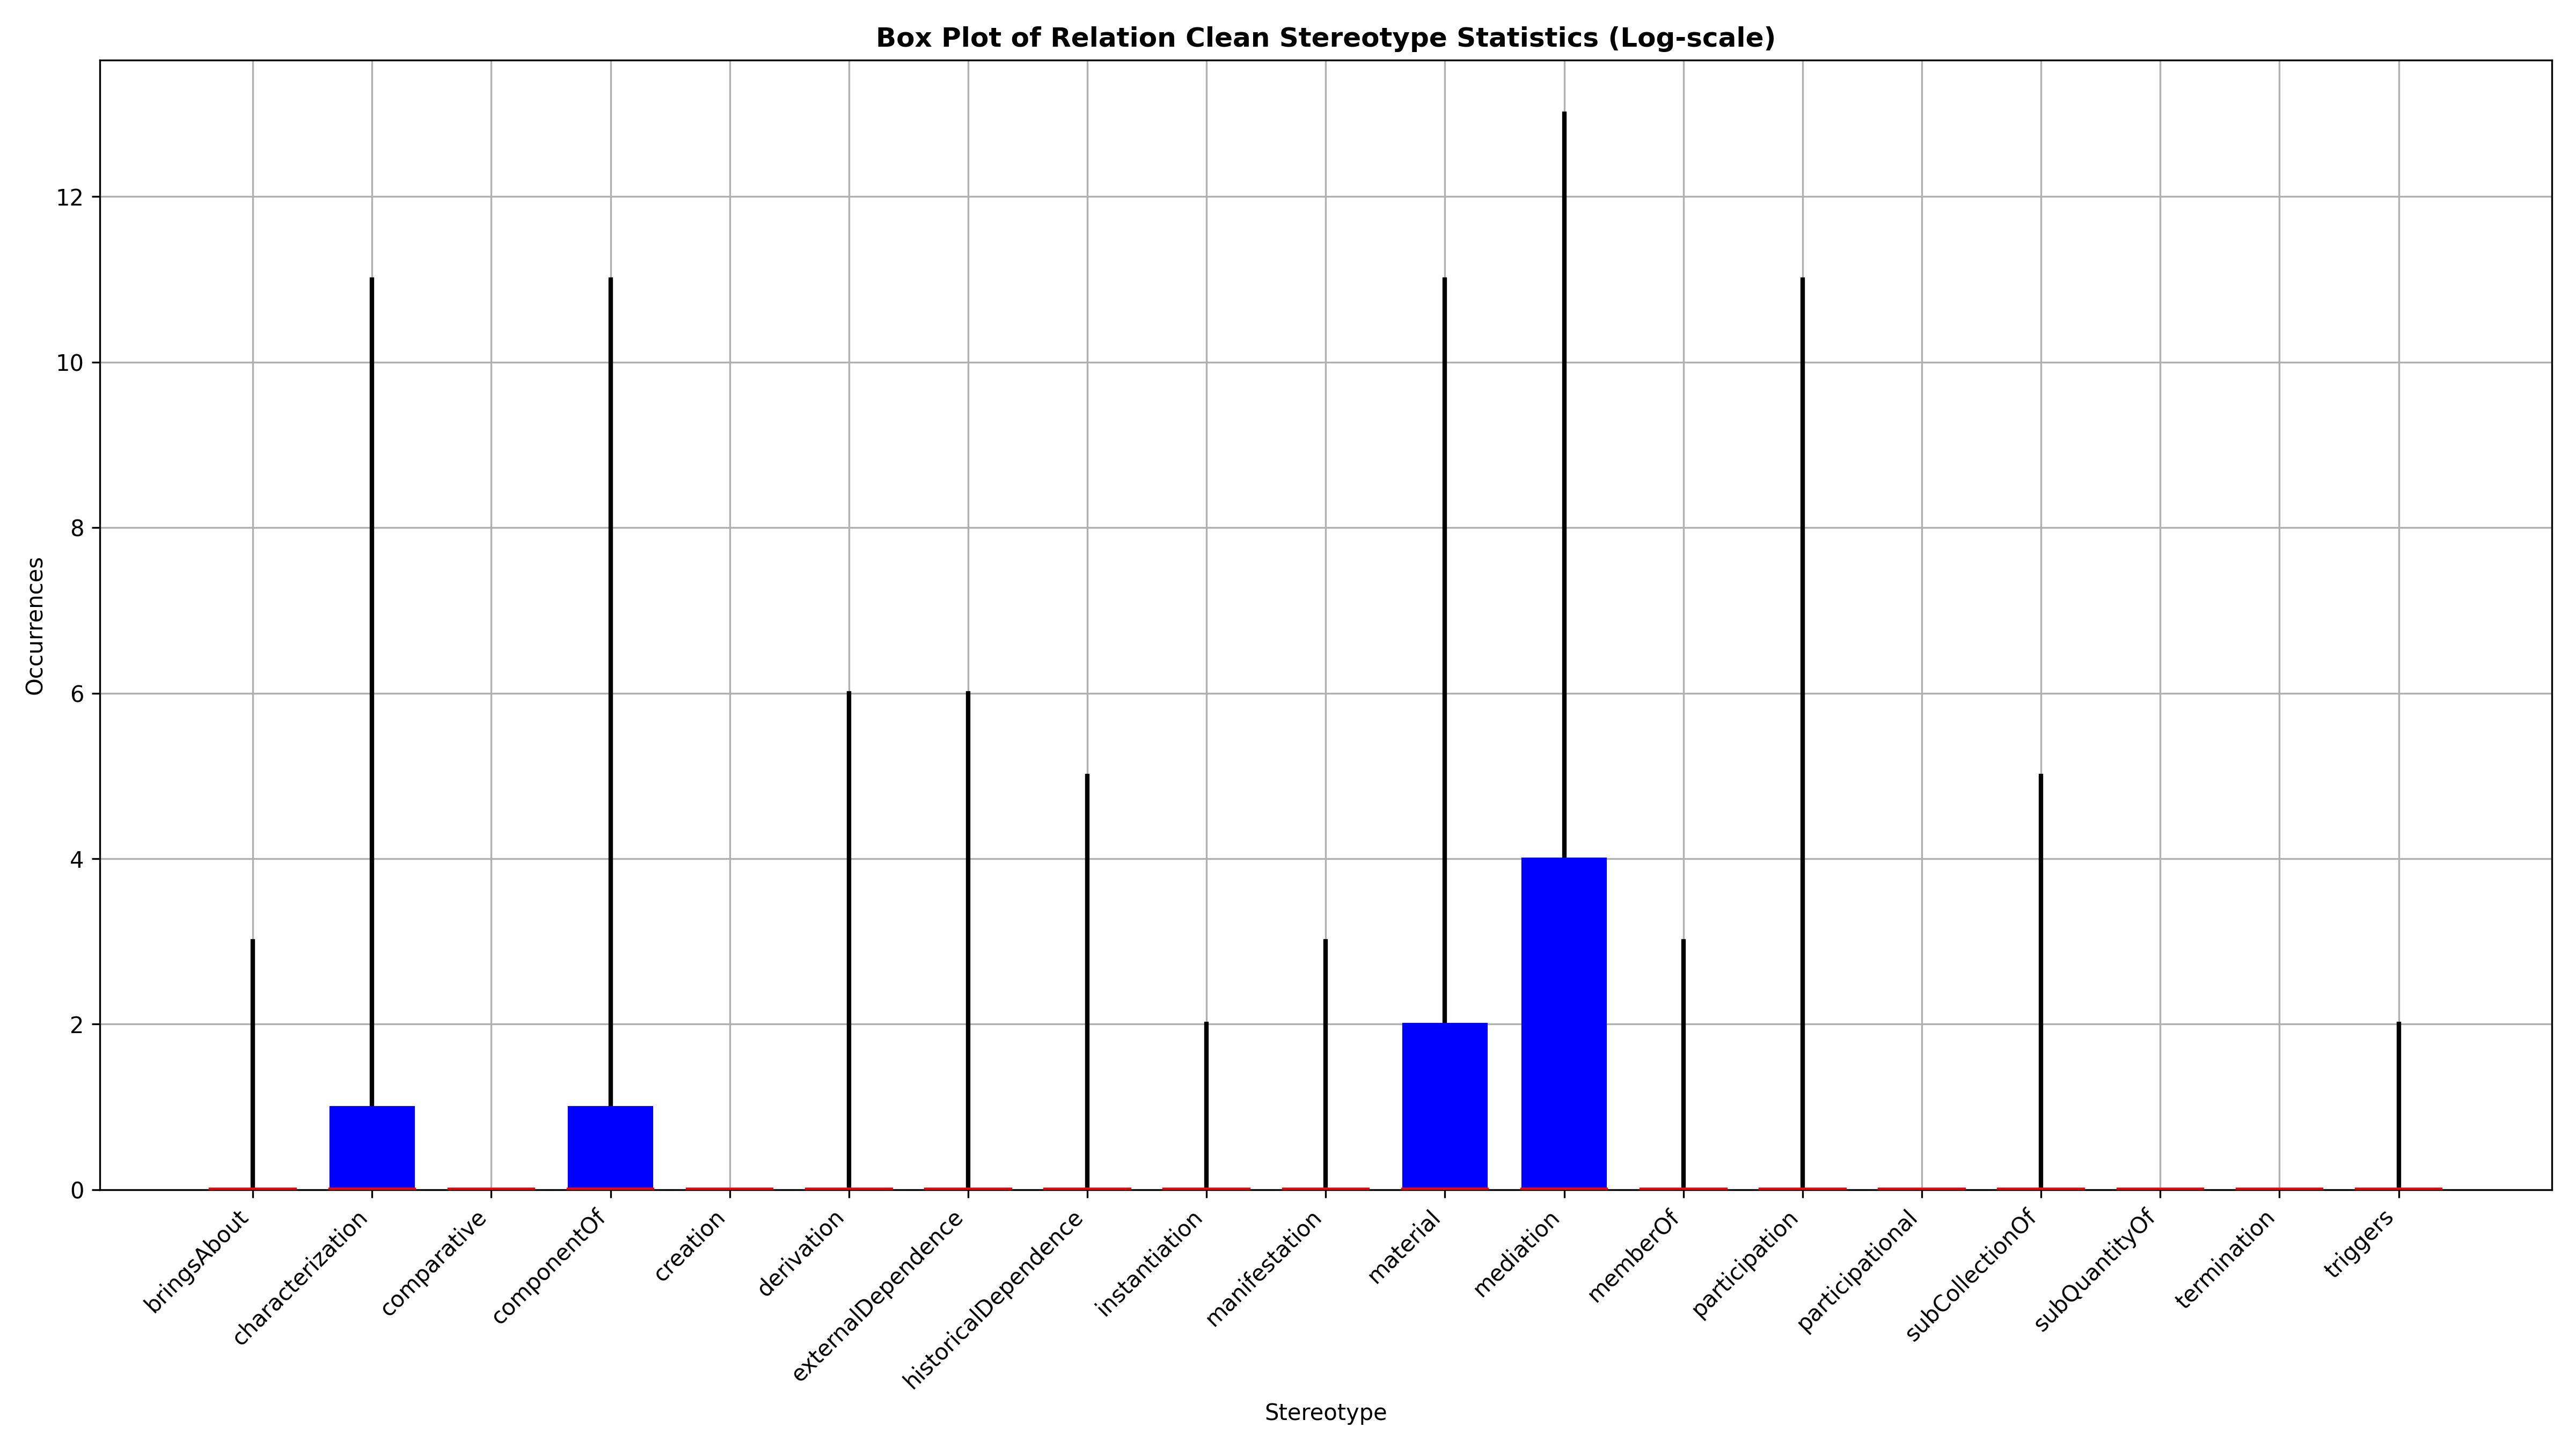 Box Plot of Relation Clean Stereotype Statistics (Log-scale)
Occurrences
12
10
8
6
4
2
0
bringsAbout
characterization
comparative
componentOf
creation
derivation
externalDependence
historicalDependence
instantiation
manifestation
material
mediation
memberOf
participation
participational
subCollectionOf
subQuantityOf
termination
triggers
Stereotype